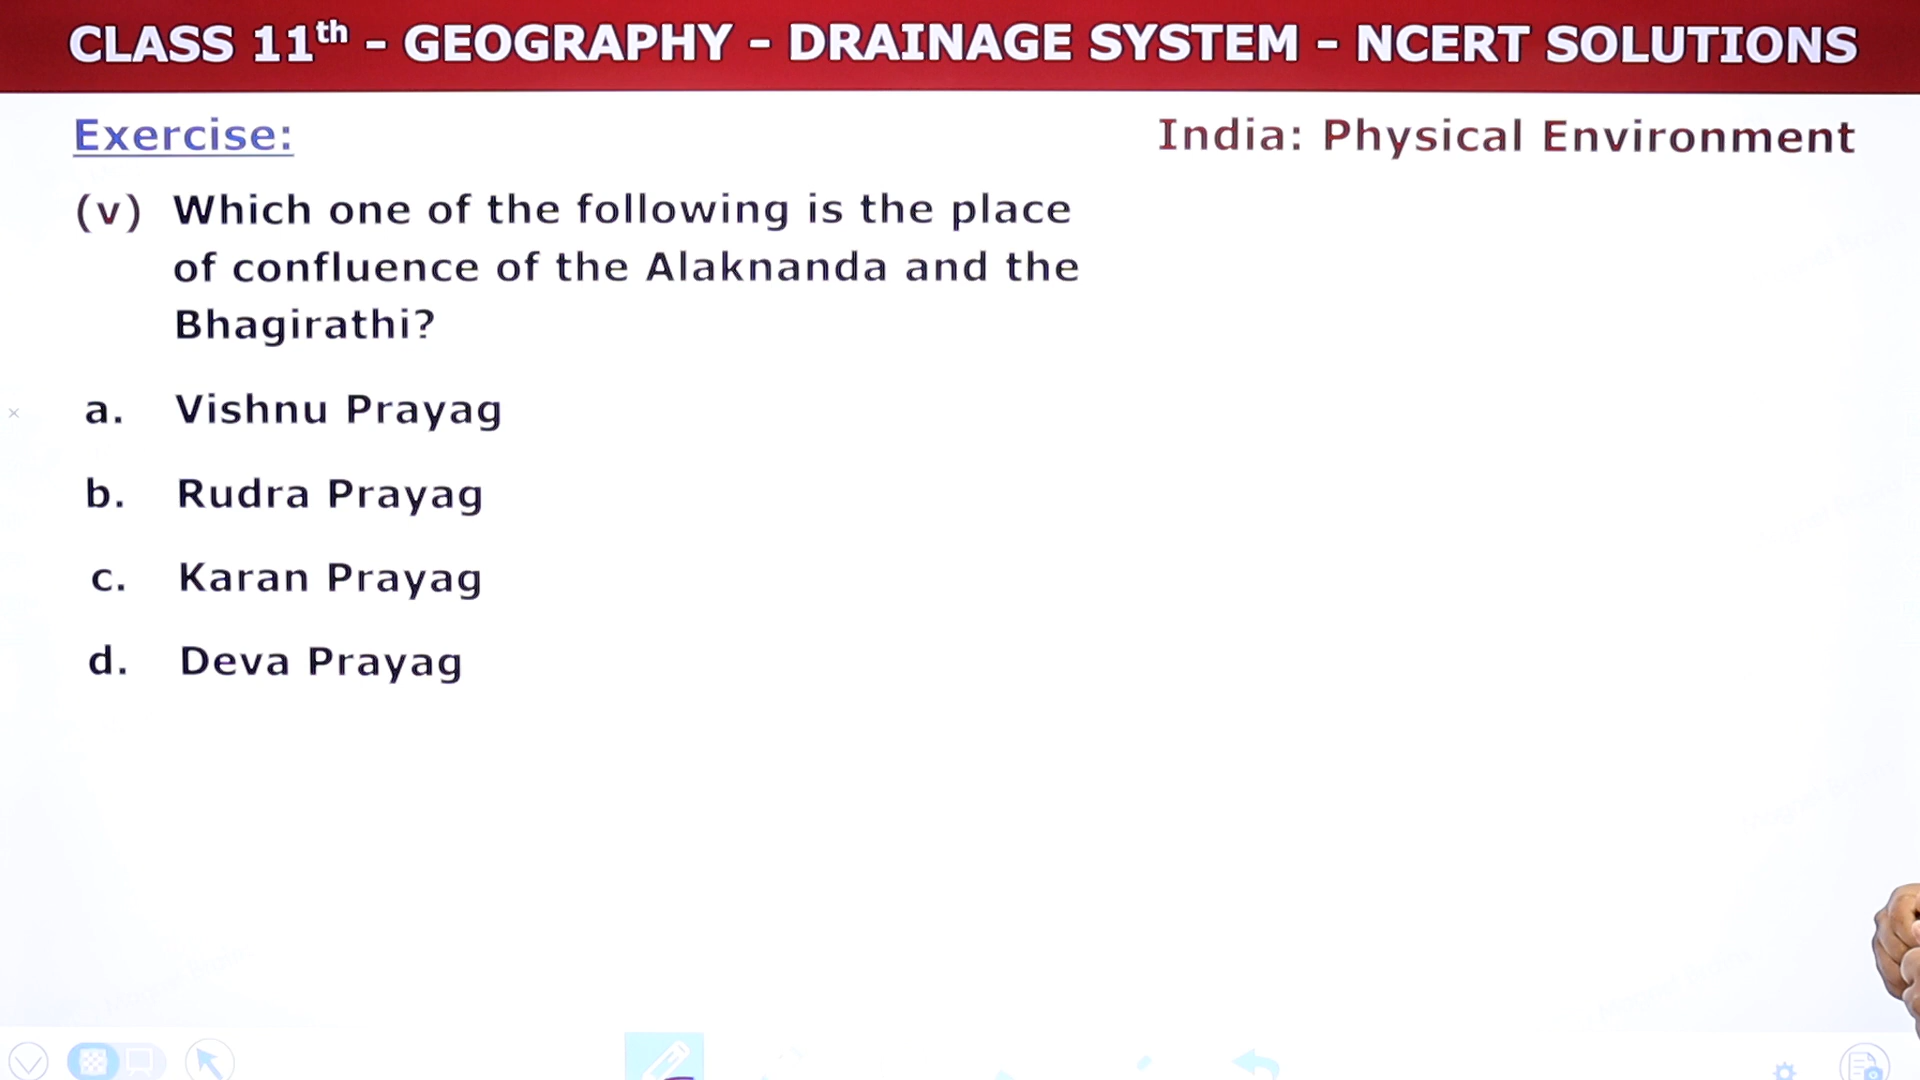 CLASS 11th - GEOGRAPHY - DRAINAGE SYSTEM - NCERT SOLUTIONS
Exercise:
India: Physical Environment
(v) Which one of the following is the place
of confluence of the Alaknanda and the
Bhagirathi?
a. Vishnu Prayag
b. Rudra Prayag
c. Karan Prayag
d. Deva Prayag